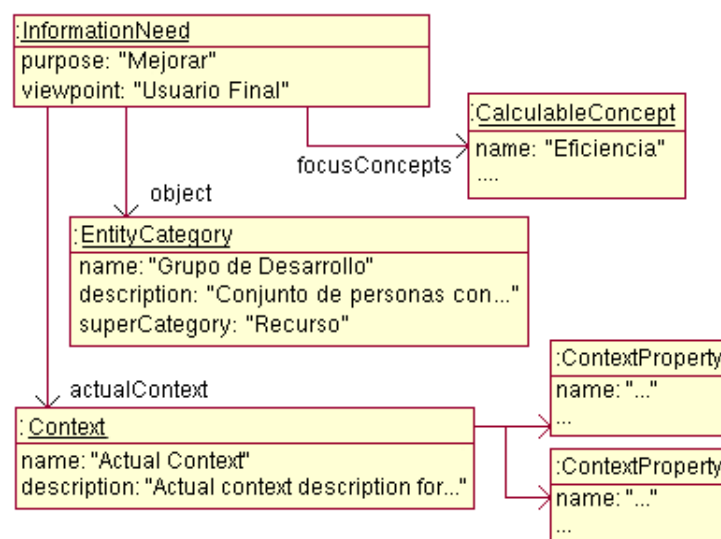 :InformationNeed
purpose: "Mejorar"
viewpoint: "Usuario Final"
:CalculableConcept
name: "Eficiencia"
....
focusConcepts
object
:EntityCategory
name: "Grupo de Desarrollo"
description: "Conjunto de personas con..."
superCategory: "Recurso"
actualContext
:ContextProperty
name: "..."
...
:Context
name: "Actual Context"
description: "Actual context description for..."
:ContextProperty
name: "..."
...